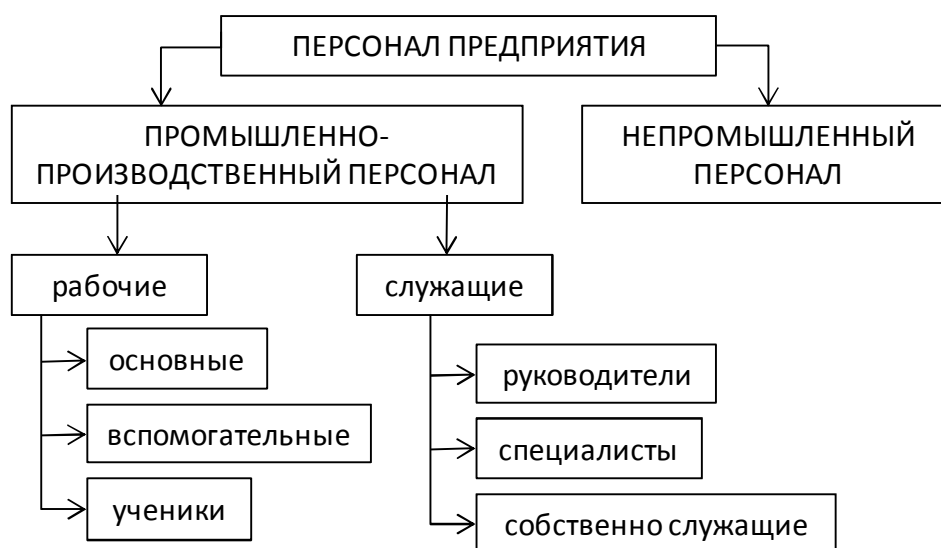 ПЕРСОНАЛ ПРЕДПРИЯТИЯ
ПРОМЫШЛЕННО-
ПРОИЗВОДСТВЕННЫЙ ПЕРСОНАЛ
НЕПРОМЫШЛЕННЫЙ
ПЕРСОНАЛ
рабочие
служащие
основные
вспомогательные
ученики
руководители
специалисты
собственно служащие